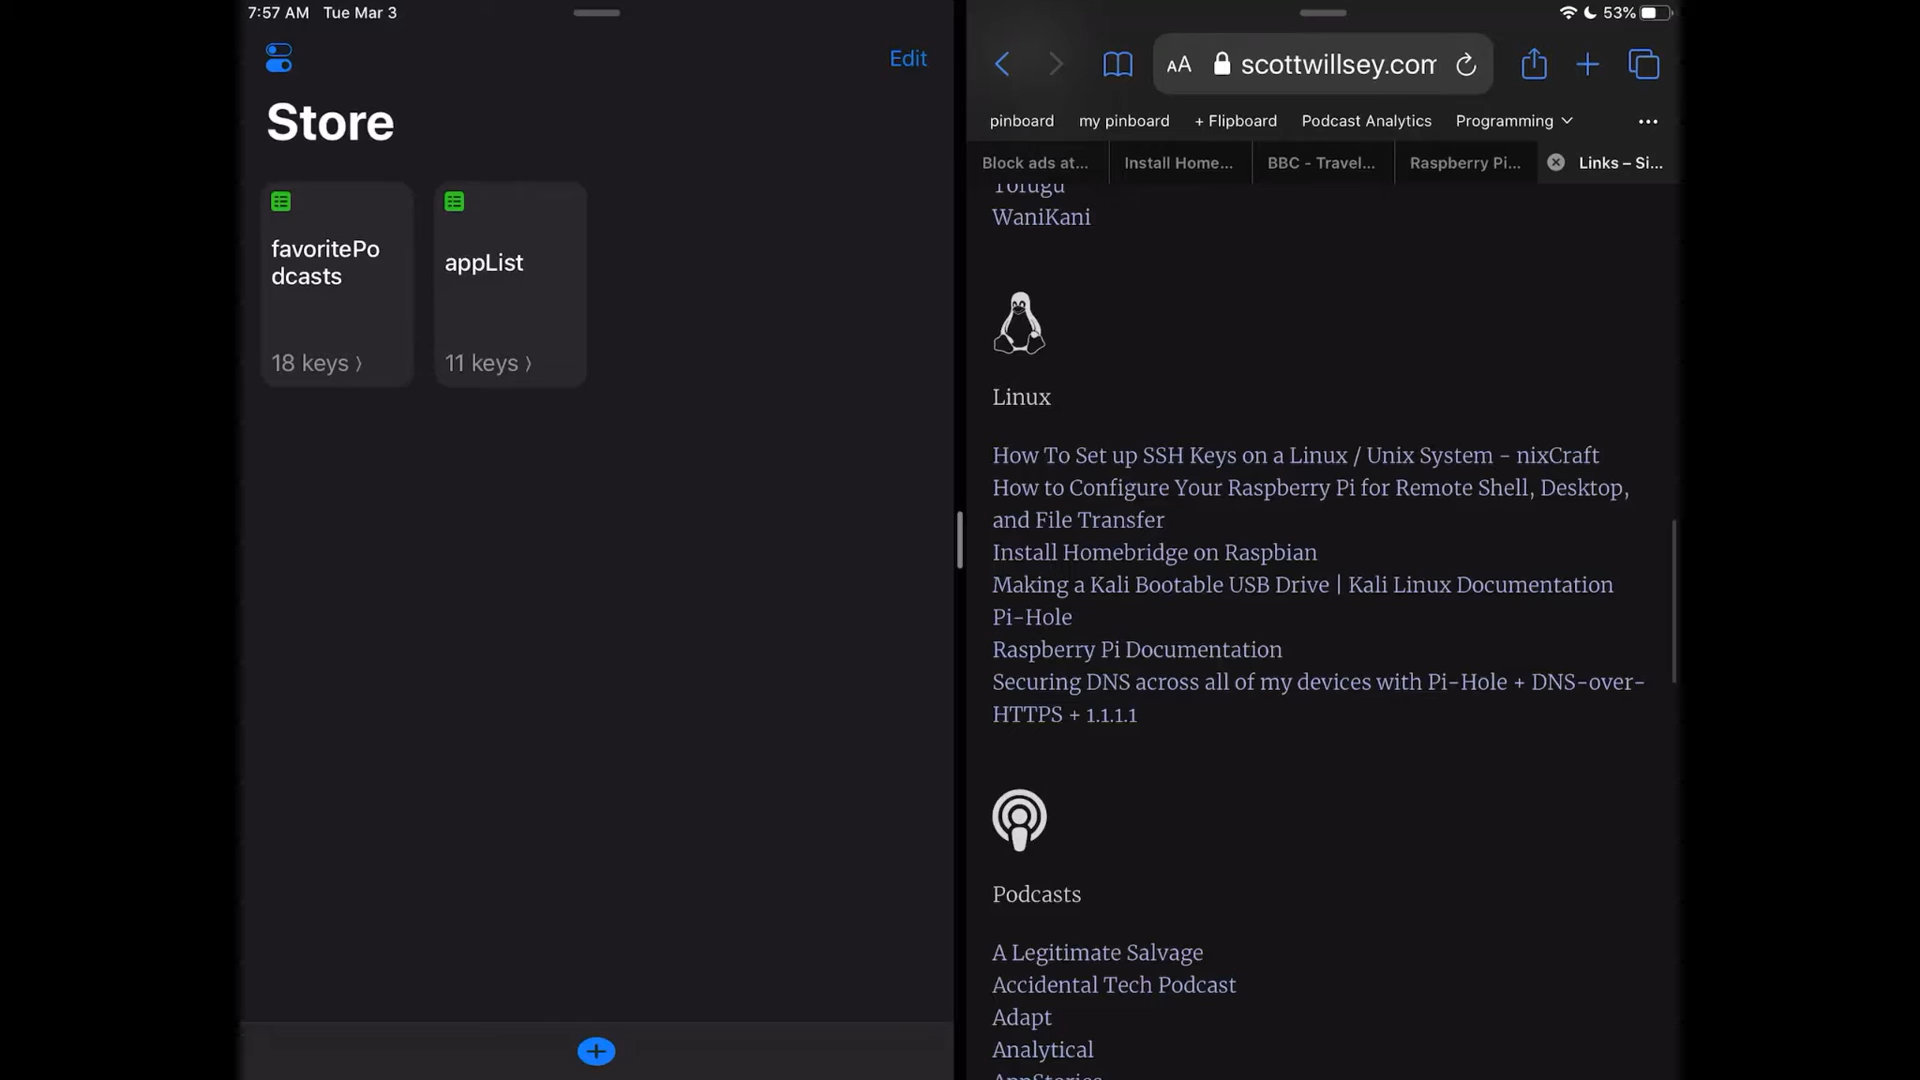 7:57 AM Tue Mar 3
Edit
Store
favoritePo
dcasts
18 keys >
appList
11 keys >
53%
AA scottwillsey.com
pinboard my pinboard + Flipboard Podcast Analytics Programming
Block ads at... Install Home... BBC - Travel... Raspberry Pi... Links – Si...
Tofugu
WaniKani
Linux
How To Set up SSH Keys on a Linux / Unix System - nixCraft
How to Configure Your Raspberry Pi for Remote Shell, Desktop,
and File Transfer
Install Homebridge on Raspbian
Making a Kali Bootable USB Drive | Kali Linux Documentation
Pi-Hole
Raspberry Pi Documentation
Securing DNS across all of my devices with Pi-Hole + DNS-over-
HTTPS + 1.1.1.1
Podcasts
A Legitimate Salvage
Accidental Tech Podcast
Adapt
Analytical
AppStories